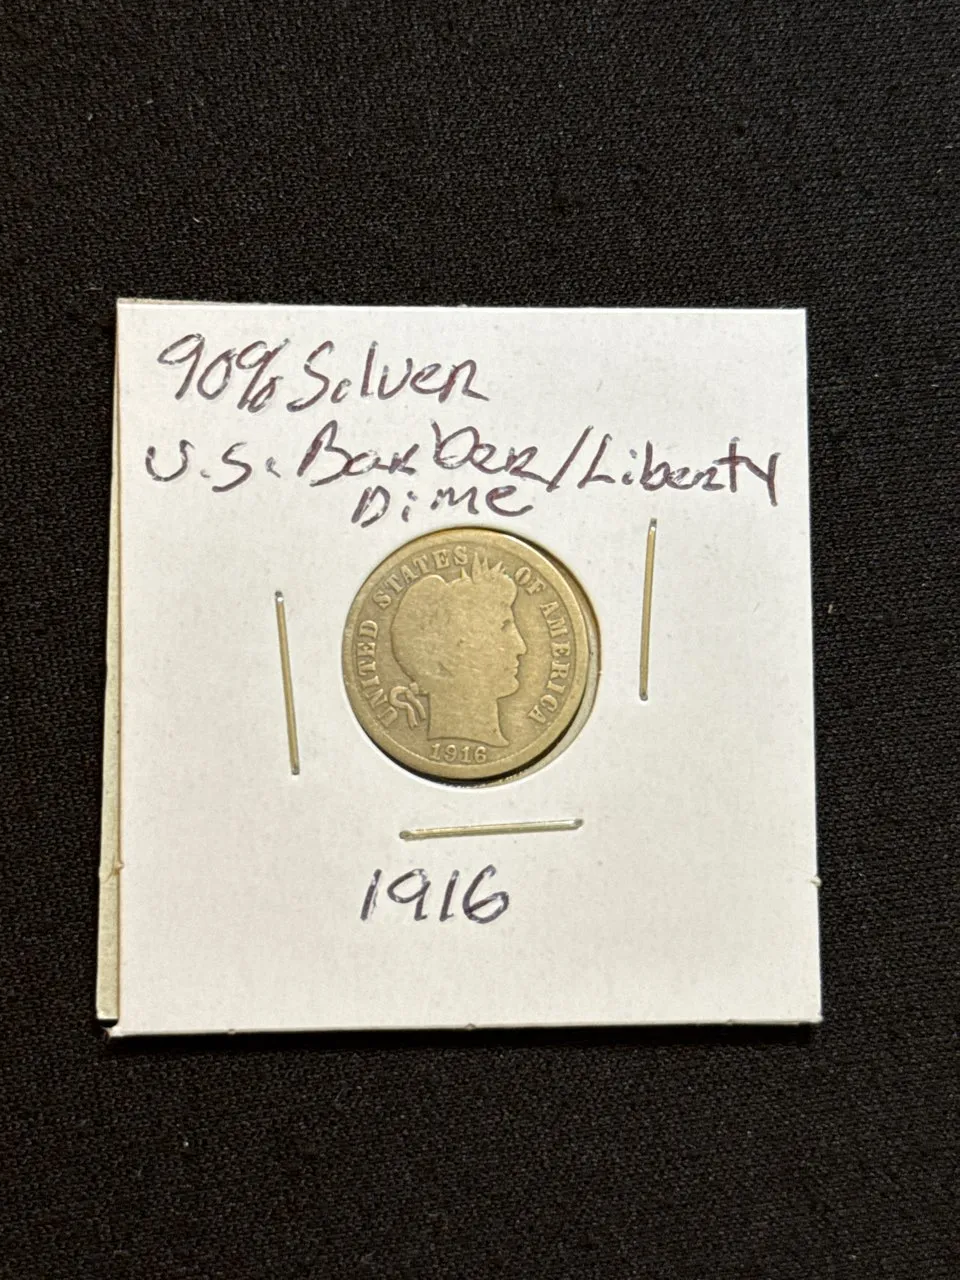 90% Silver
U.S. Barber/Liberty
Dime
UNITED STATES OF AMERICA
1916
1916